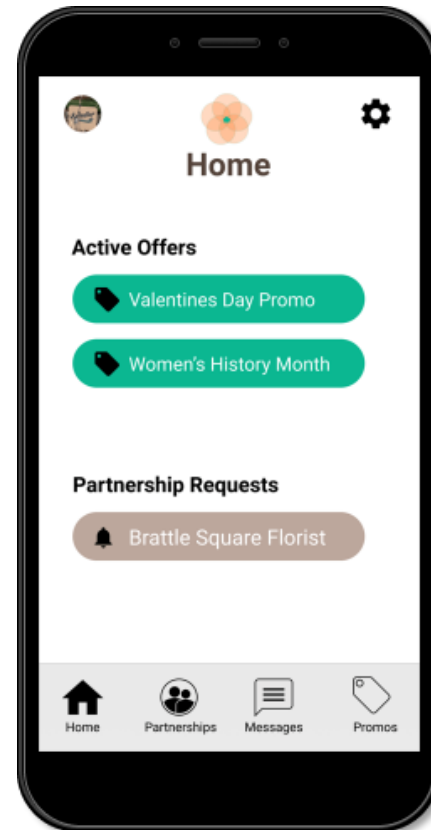 Home
Active Offers
Valentines Day Promo
Women's History Month
Partnership Requests
Brattle Square Florist
Home Partnerships Messages Promos